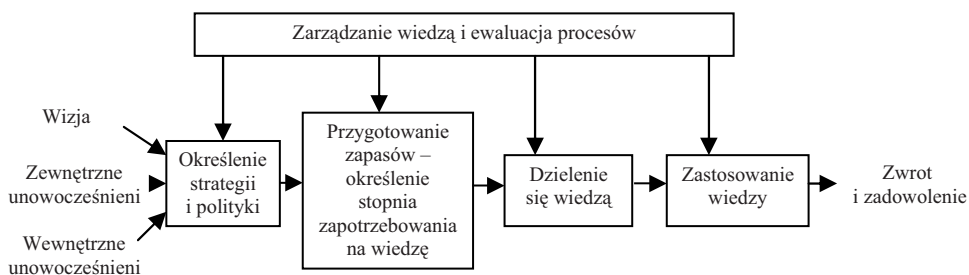 Zarządzanie wiedzą i ewaluacja procesów
Wizja
Zewnętrzne
unowocześnieni
Wewnętrzne
unowocześnieni
Określenie
strategii
i polityki
Przygotowanie
zapasów –
określenie
stopnia
zapotrzebowania
na wiedzę
Dzielenie
się wiedzą
Zastosowanie
wiedzy
Zwrot
i zadowolenie